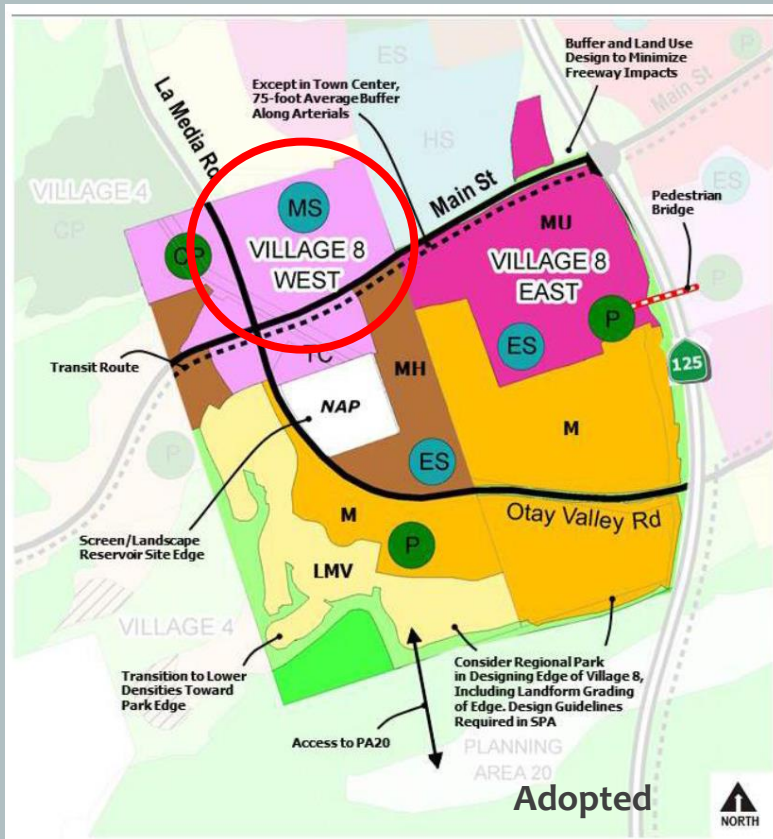 Buffer and Land Use
Design to Minimize
Freeway Impacts
ES
P
Main St
La Media Rd
Except in Town Center,
75-foot Average Buffer
Along Arterials
HS
VILLAGE 4
CP
MS
Main St
ES
P
Pedestrian
Bridge
CP
VILLAGE 8
WEST
MU
VILLAGE 8
EAST
P
Transit Route
TC
MH
ES
125
NAP
M
P
ES
Otay Valley Rd
Screen/Landscape
Reservoir Site Edge
M
P
LMV
VILLAGE 4
Transition to Lower
Densities Toward
Park Edge
Consider Regional Park
in Designing Edge of Village 8,
Including Landform Grading
of Edge. Design Guidelines
Required in SPA
Access to PA20
PLANNING
AREA 20
Adopted
NORTH